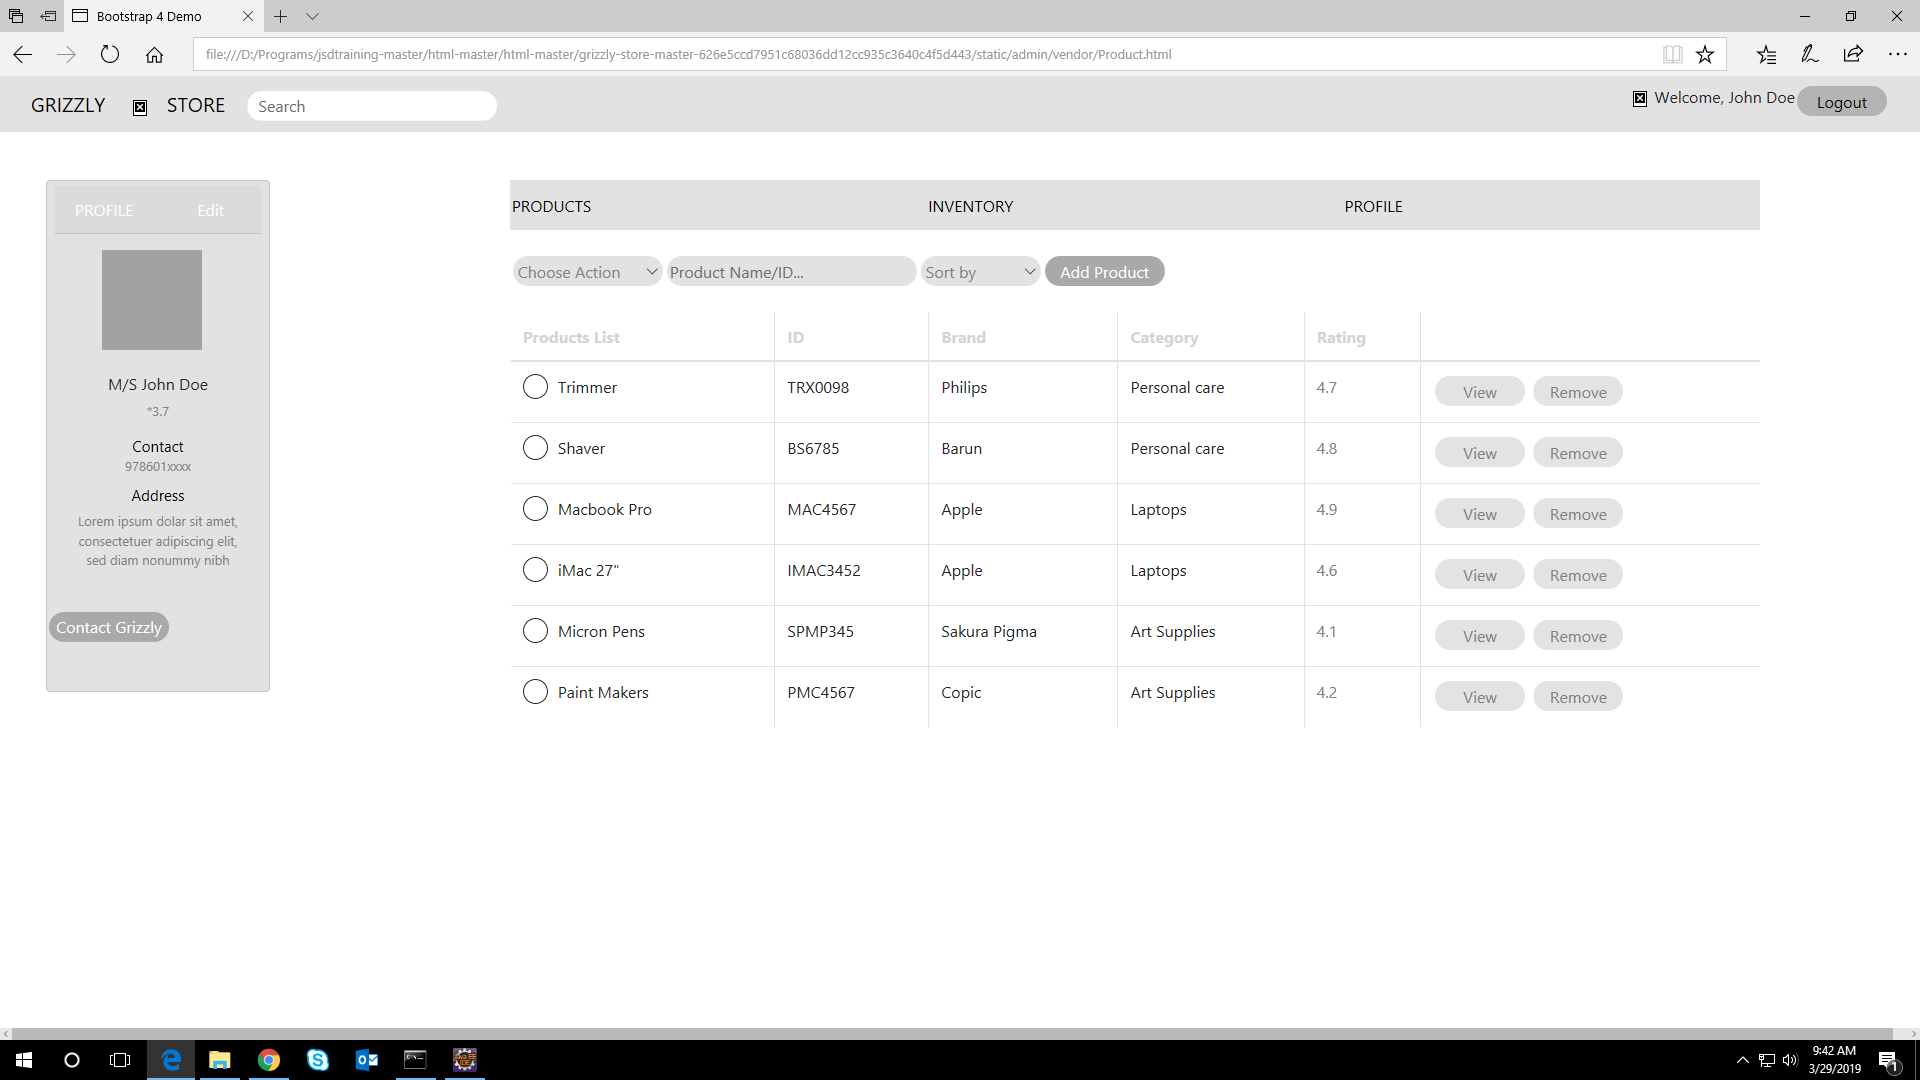 Bootstrap 4 Demo
file:///D:/Programs/jsdtraining-master/html-master/html-master/grizzly-store-master-626e5ccd7951c68036dd12cc935c3640c4f5d443/static/admin/vendor/Product.html
GRIZZLY STORE Search Welcome, John Doe Logout
PROFILE Edit
M/S John Doe
*3.7
Contact
978601xxxx
Address
Lorem ipsum dolar sit amet,
consectetuer adipiscing elit,
sed diam nonummy nibh
Contact Grizzly
PRODUCTS INVENTORY PROFILE
Choose Action Product Name/ID... Sort by Add Product
Products List ID Brand Category Rating
Trimmer TRX0098 Philips Personal care 4.7 View Remove
Shaver BS6785 Barun Personal care 4.8 View Remove
Macbook Pro MAC4567 Apple Laptops 4.9 View Remove
iMac 27" IMAC3452 Apple Laptops 4.6 View Remove
Micron Pens SPMP345 Sakura Pigma Art Supplies 4.1 View Remove
Paint Makers PMC4567 Copic Art Supplies 4.2 View Remove
9:42 AM
3/29/2019
1